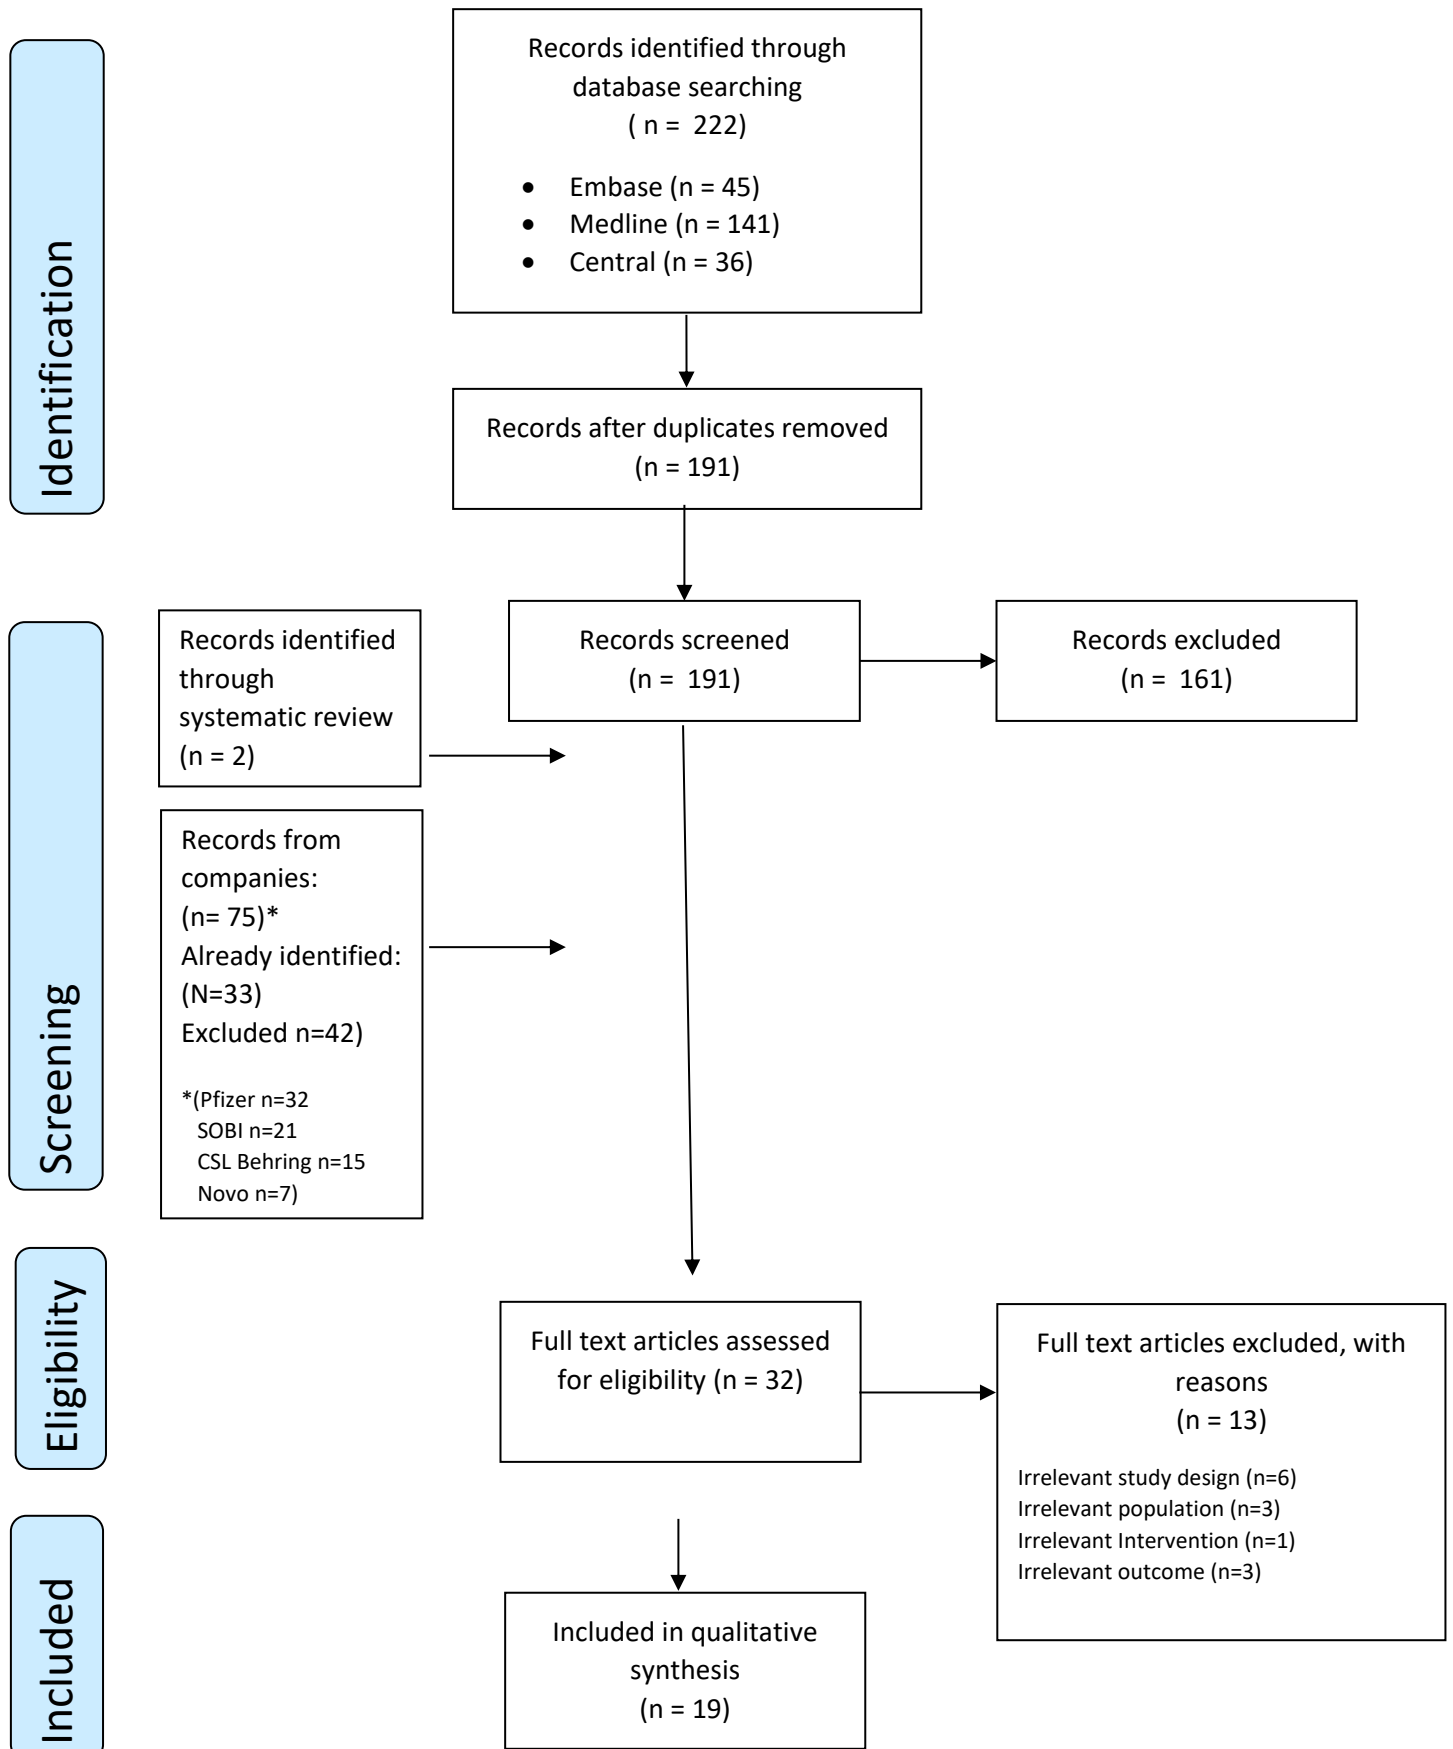 Identification
Records identified through
database searching
( n =  222)
• Embase (n = 45)
• Medline (n = 141)
• Central (n = 36)
Records after duplicates removed
(n = 191)
Screening
Records identified
through
systematic review
(n = 2)
Records screened
(n =  191)
Records excluded
(n =  161)
Records from
companies:
(n= 75)*
Already identified:
(N=33)
Excluded n=42)
*(Pfizer n=32
SOBI n=21
CSL Behring n=15
Novo n=7)
Eligibility
Full text articles assessed
for eligibility (n = 32)
Full text articles excluded, with
reasons
(n = 13)
Irrelevant study design (n=6)
Irrelevant population (n=3)
Irrelevant Intervention (n=1)
Irrelevant outcome (n=3)
Included
Included in qualitative
synthesis
(n = 19)